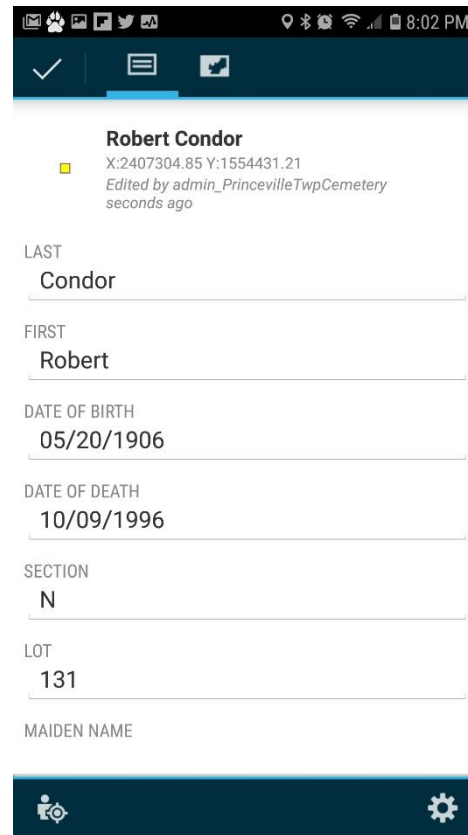 8:02 PM
Robert Condor
X:2407304.85 Y:1554431.21
Edited by admin_PrincevilleTwpCemetery
seconds ago
LAST
Condor
FIRST
Robert
DATE OF BIRTH
05/20/1906
DATE OF DEATH
10/09/1996
SECTION
N
LOT
131
MAIDEN NAME